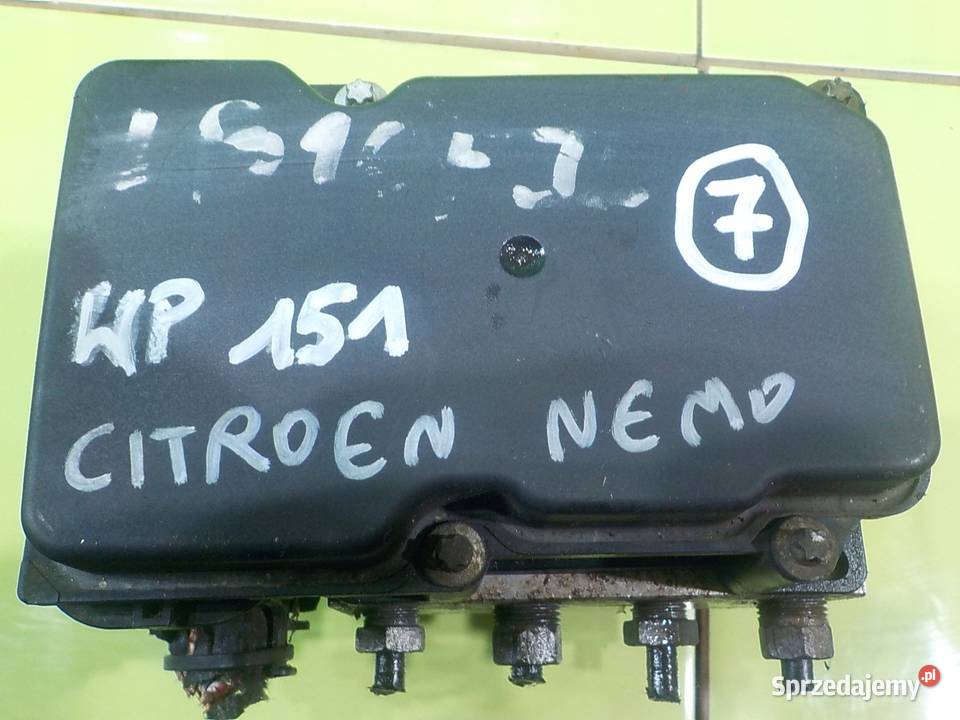 7
WP 151
CITROEN NEMO
Sprzedajemy.pl